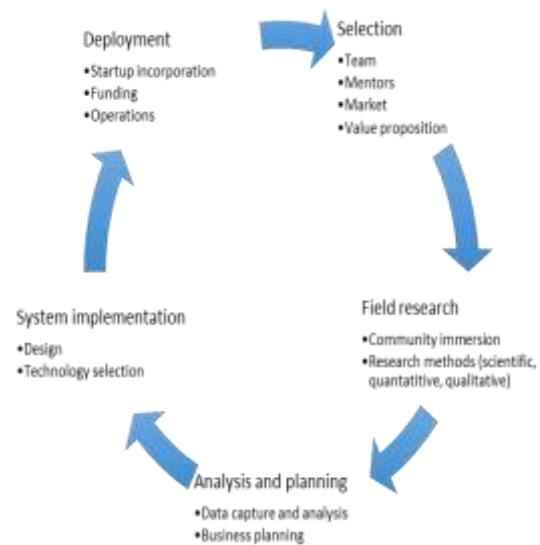 Deployment
•Startup incorporation
•Funding
•Operations
Selection
•Team
•Mentors
•Market
•Value proposition
Field research
•Community immersion
•Research methods (scientific,
quantatitive, qualitative)
Analysis and planning
•Data capture and analysis
•Business planning
System implementation
•Design
•Technology selection